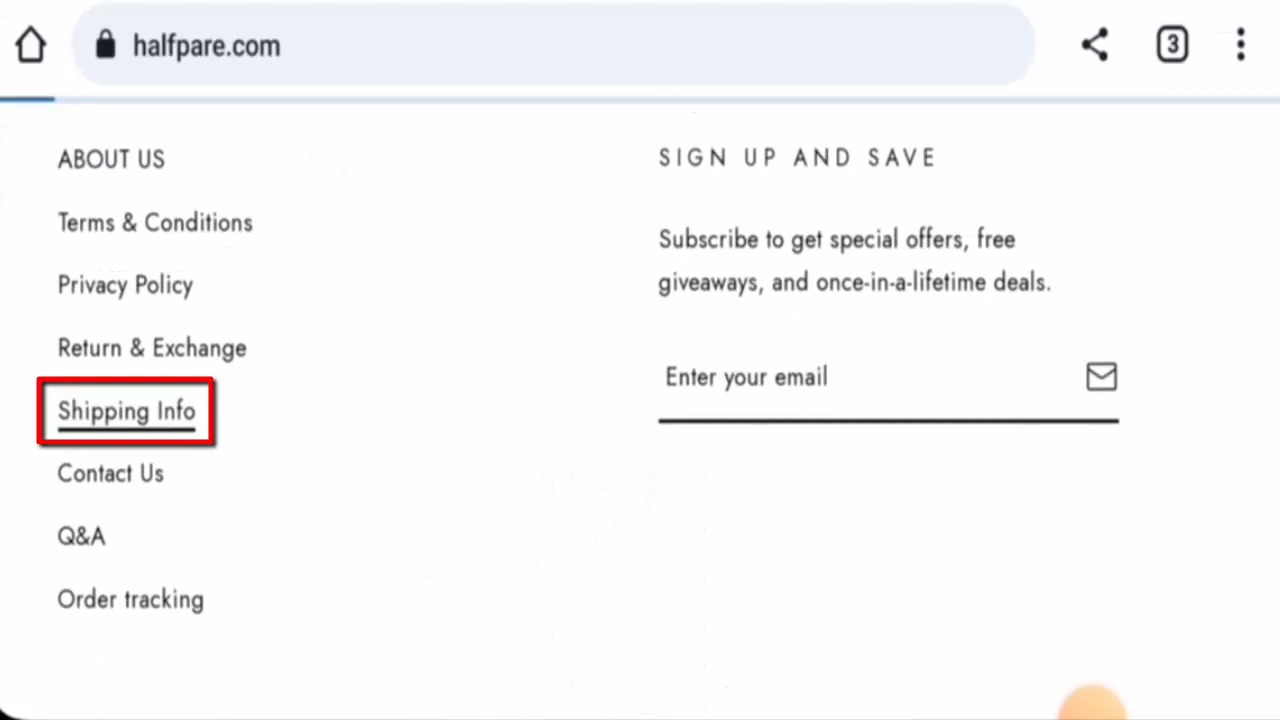 halfpare.com
3
ABOUT US
Terms & Conditions
Privacy Policy
Return & Exchange
Shipping Info
Contact Us
Q&A
Order tracking
SIGN UP AND SAVE
Subscribe to get special offers, free
giveaways, and once-in-a-lifetime deals.
Enter your email